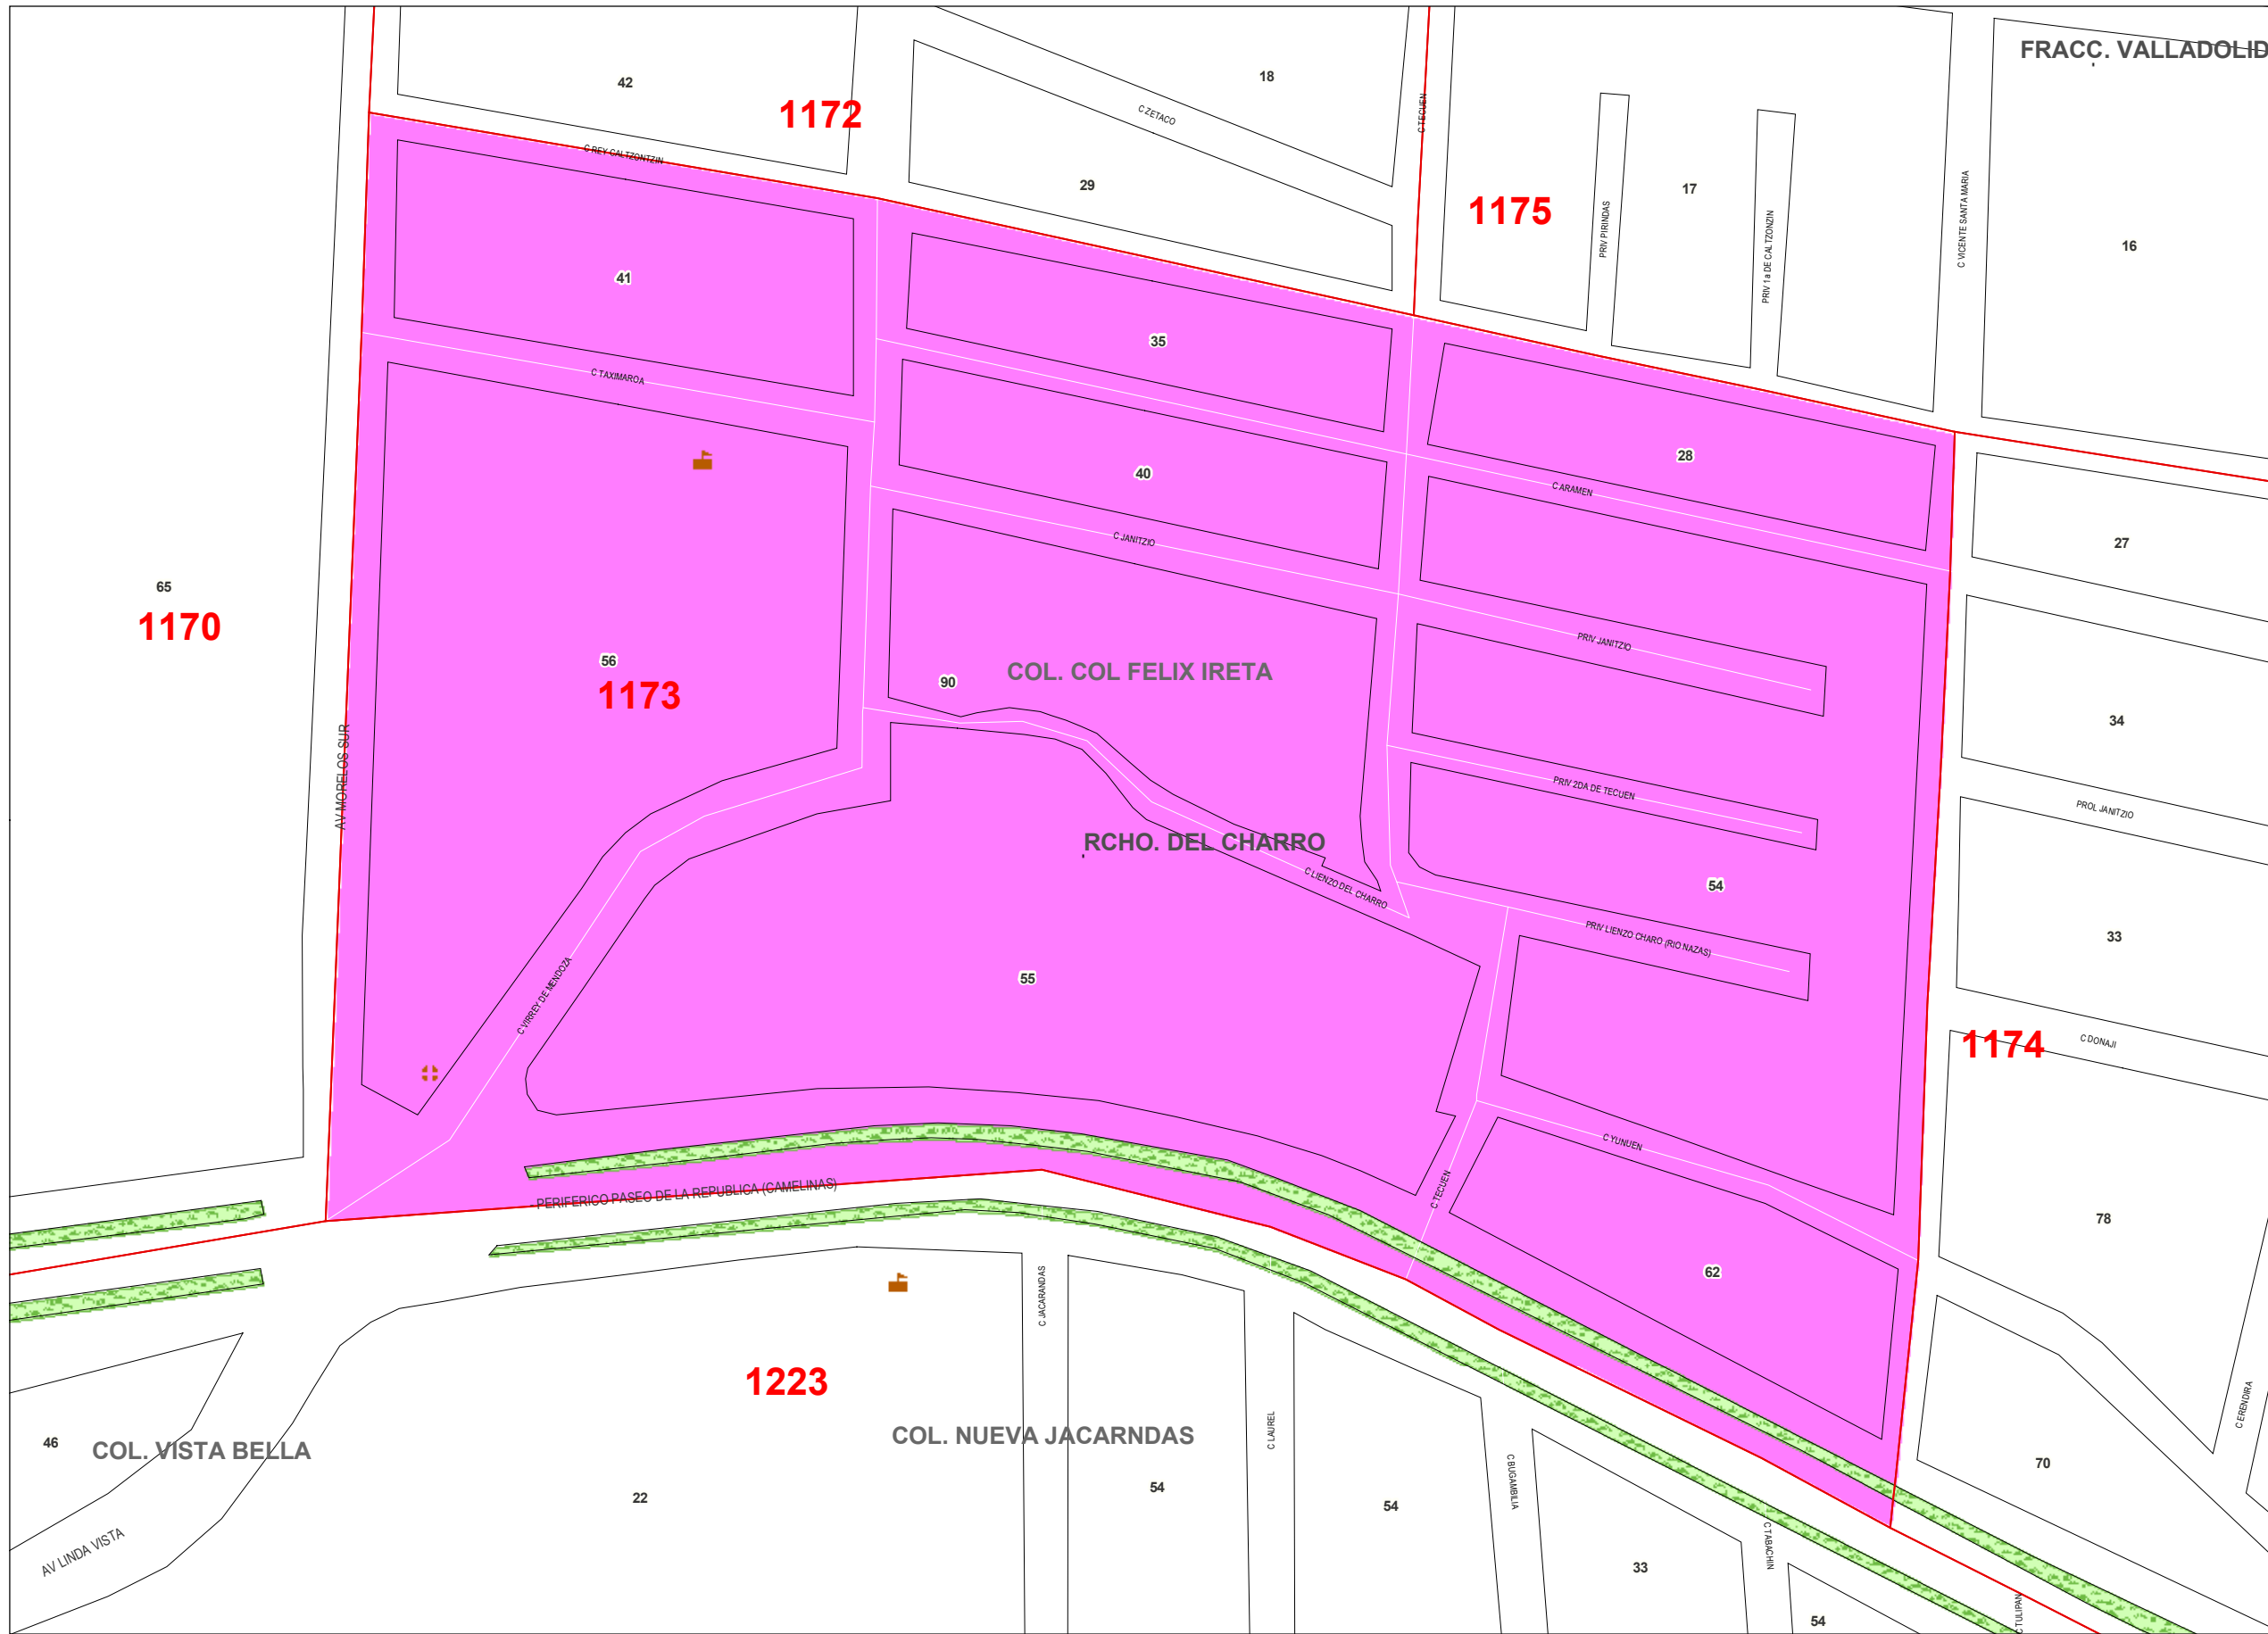 FRACC. VALLADOLID
42
18
1172
C ZETACO
C TECUEN
C REY CALTZONTZIN
29
17
1175
PRIV PIRINDAS
PRIV 1a DE CALTZONZIN
C VICENTE SANTA MARIA
16
41
35
C TAXIMAROA
28
40
C ARAMEN
C JANITZIO
27
65
1170
56
1173
90
COL. COL FELIX IRETA
PRIV JANITZIO
34
AV MORELOS SUR
PRIV 2DA DE TECUEN
PROL JANITZIO
RCHO. DEL CHARRO
C LIENZO DEL CHARRO
54
PRIV LIENZO CHARO (RIO NAZAS)
33
55
C VIRREY DE MENDOZA
1174
C DONAJI
C YUNUEN
C TECUEN
PERIFERICO PASEO DE LA REPUBLICA (CAMELINAS)
78
62
C JACARANDAS
1223
C LAUREL
COL. NUEVA JACARNDAS
C ERENDIRA
46
COL. VISTA BELLA
70
22
54
54
C BUGAMBILIA
C TABACHIN
AV LINDA VISTA
33
54
C TULIPAN